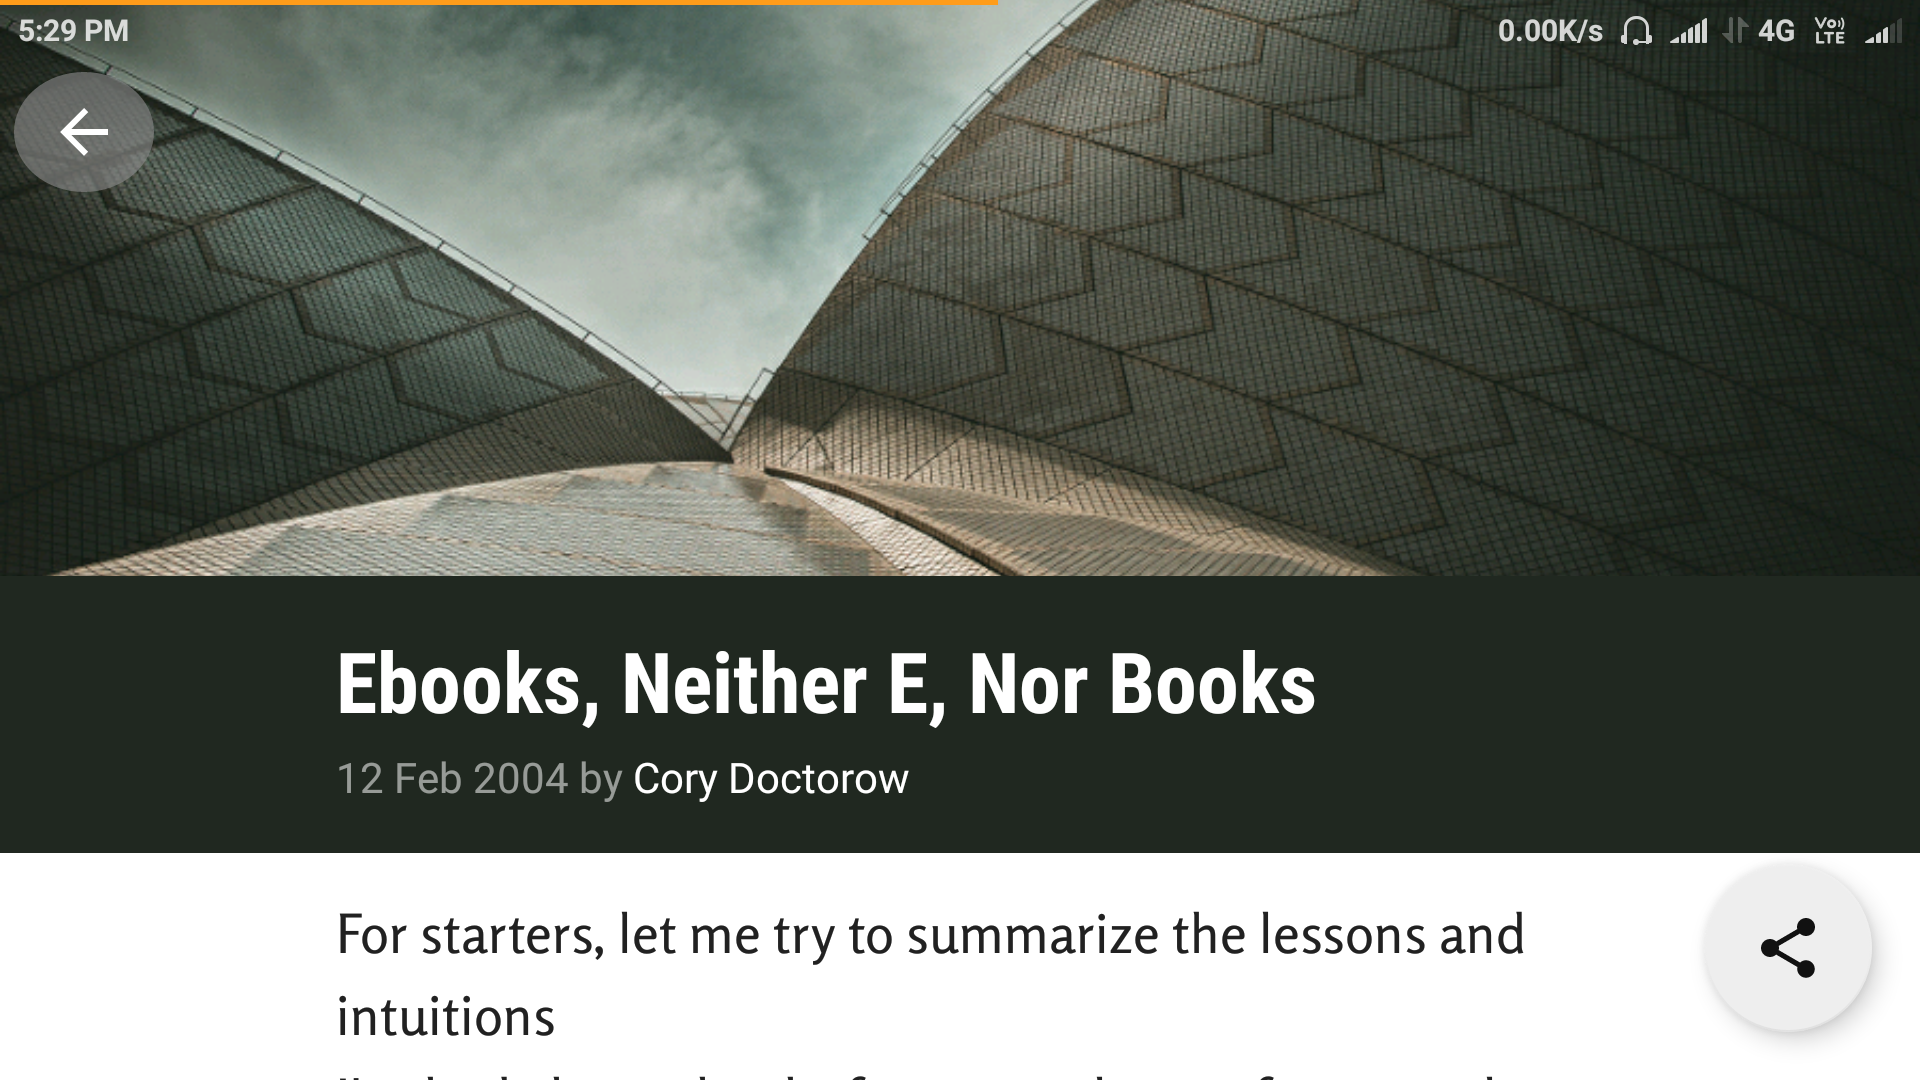 5:29 PM
0.00K/s 4G Vo)) LTE
Ebooks, Neither E, Nor Books
12 Feb 2004 by Cory Doctorow
For starters, let me try to summarize the lessons and
intuitions